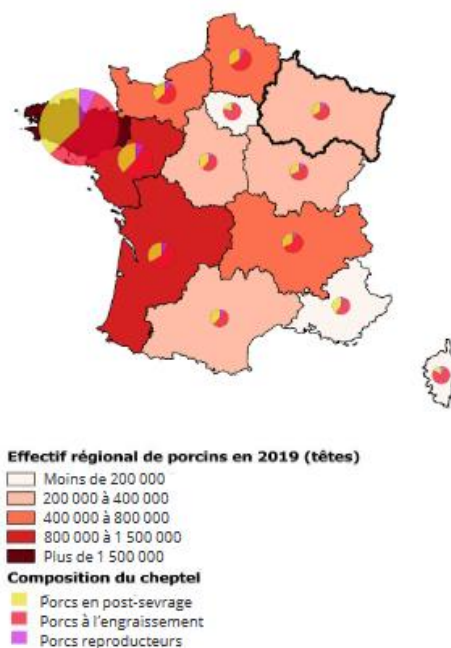 Effectif régional de porcins en 2019 (têtes)
Moins de 200 000
200 000 à 400 000
400 000 à 800 000
800 000 à 1 500 000
Plus de 1 500 000
Composition du cheptel
Porcs en post-sevrage
Porcs à l'engraissement
Porcs reproducteurs